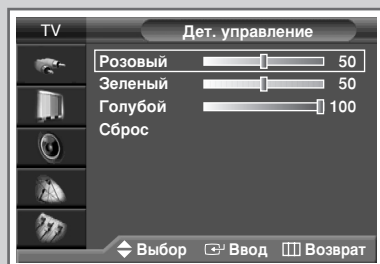 TV
Дет. управление
Розовый 50
Зеленый 50
Голубой 100
Сброс
Выбор Ввод Возврат